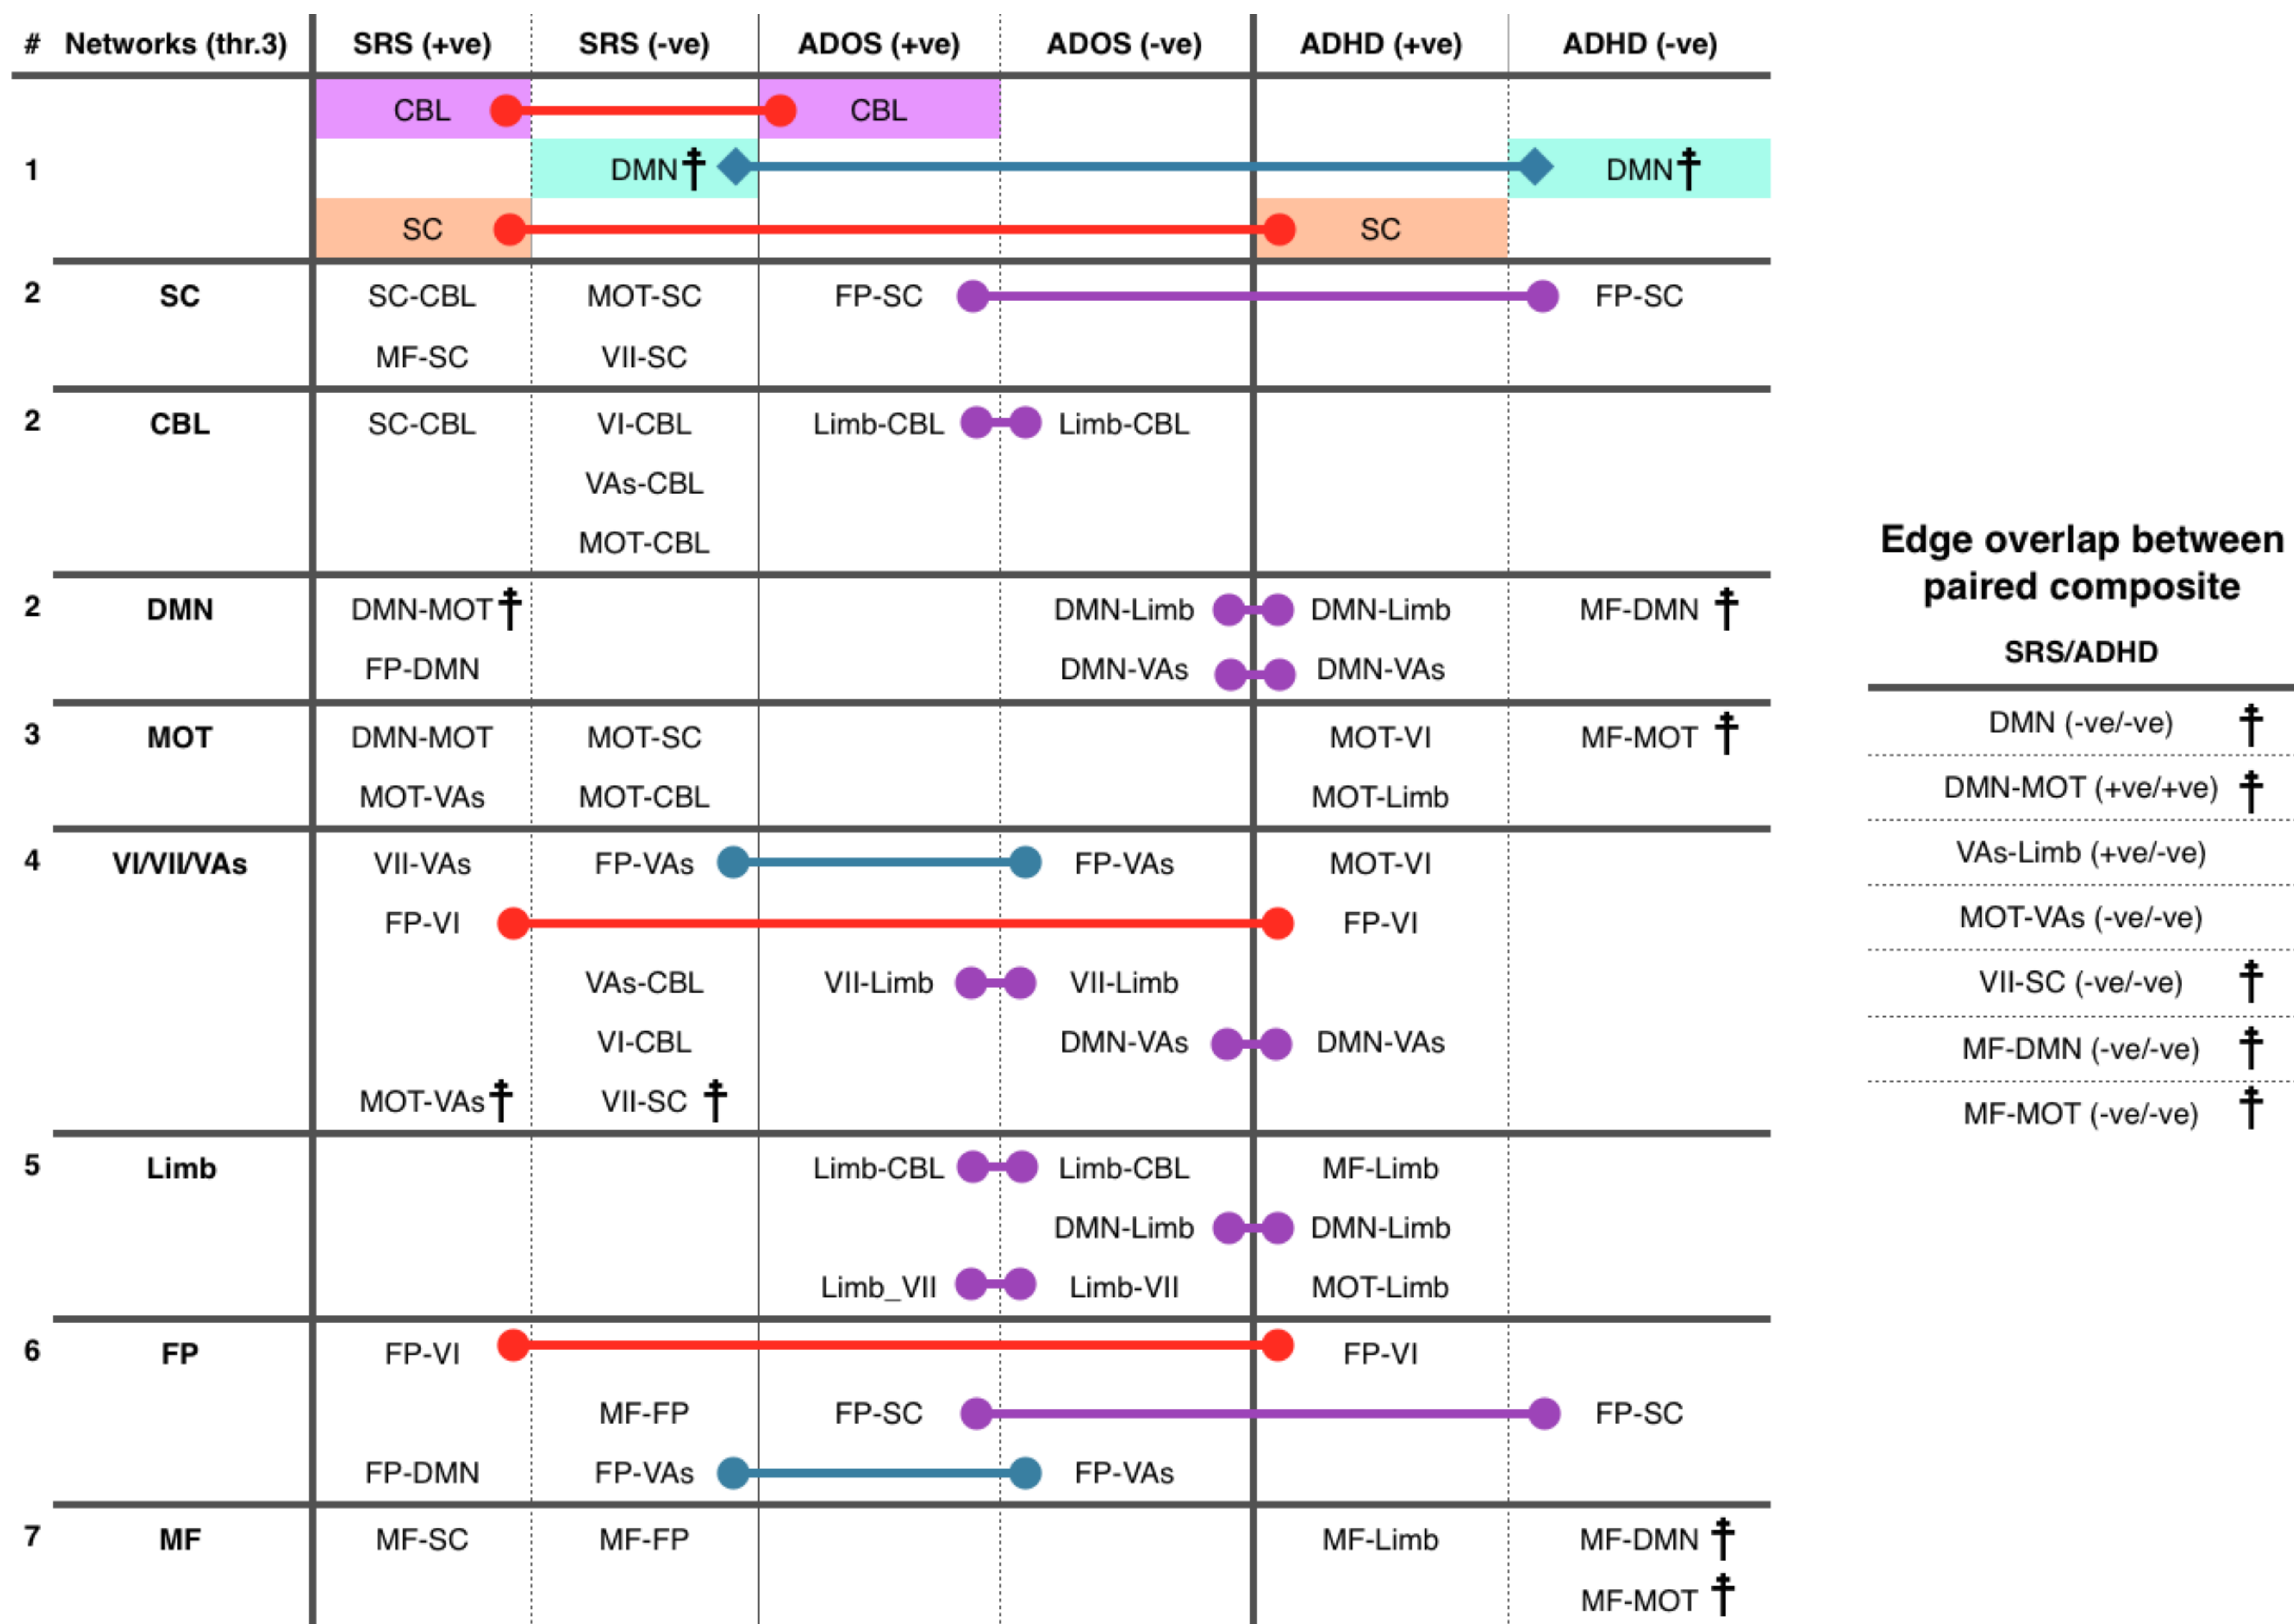 # Networks (thr.3) SRS (+ve) SRS (-ve) ADOS (+ve) ADOS (-ve) ADHD (+ve) ADHD (-ve)
CBL CBL
1 DMN☨ DMN☨
SC SC
2 SC SC-CBL MOT-SC FP-SC FP-SC
MF-SC VII-SC
2 CBL SC-CBL VI-CBL Limb-CBL Limb-CBL
VAs-CBL
MOT-CBL
2 DMN DMN-MOT☨ DMN-Limb DMN-Limb MF-DMN ☨
FP-DMN DMN-VAs DMN-VAs
3 MOT DMN-MOT MOT-SC MOT-VI MF-MOT ☨
MOT-VAs MOT-CBL MOT-Limb
4 VI/VII/VAs VII-VAs FP-VAs FP-VAs MOT-VI
FP-VI FP-VI
VAs-CBL VII-Limb VII-Limb
VI-CBL DMN-VAs DMN-VAs
MOT-VAs☨ VII-SC ☨
5 Limb Limb-CBL Limb-CBL MF-Limb
DMN-Limb DMN-Limb
Limb_VII Limb-VII MOT-Limb
6 FP FP-VI FP-VI
MF-FP FP-SC FP-SC
FP-DMN FP-VAs FP-VAs
7 MF MF-SC MF-FP MF-Limb MF-DMN ☨
MF-MOT ☨
Edge overlap between
paired composite
SRS/ADHD
DMN (-ve/-ve) ☨
DMN-MOT (+ve/+ve) ☨
VAs-Limb (+ve/-ve)
MOT-VAs (-ve/-ve)
VII-SC (-ve/-ve) ☨
MF-DMN (-ve/-ve) ☨
MF-MOT (-ve/-ve) ☨